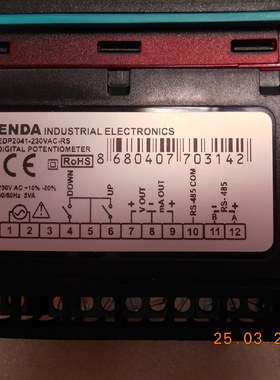 ENDA INDUSTRIAL ELECTRONICS
EDP2041-230VAC-RS
DIGITAL POTENTIOMETER
CE RoHS 8 680407 703142
DOWN UP V OUT mA OUT RS-485 COM RS-485
230V AC +10% -20%
50/60Hz 5VA
1 2 3 4 5 6 7 8 9 10 11 12
25.03.2